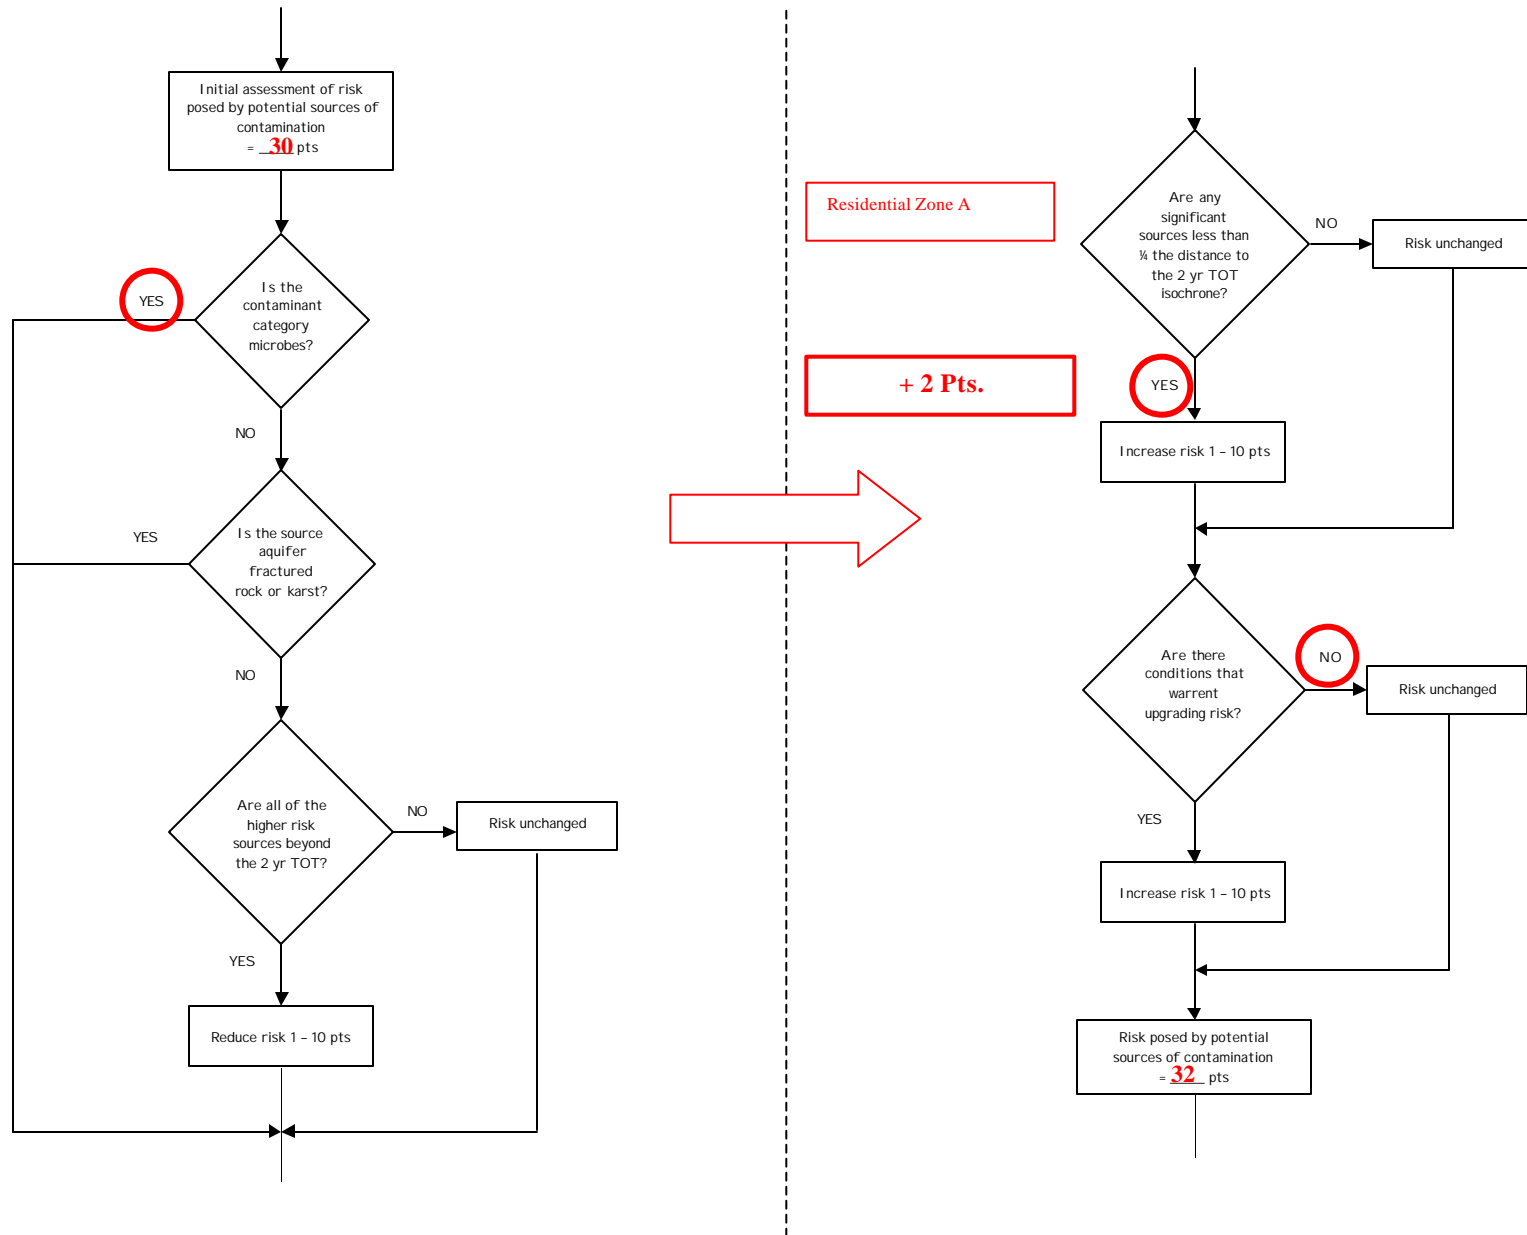 Initial assessment of risk
posed by potential sources of
contamination
= 30 pts
YES
Is the
contaminant
category
microbes?
NO
YES
Is the source
aquifer
fractured
rock or karst?
NO
Are all of the
higher risk
sources beyond
the 2 yr TOT?
NO
Risk unchanged
YES
Reduce risk 1 – 10 pts
Residential Zone A
+ 2 Pts.
Are any
significant
sources less than
¼ the distance to
the 2 yr TOT
isochrone?
NO
Risk unchanged
YES
Increase risk 1 – 10 pts
Are there
conditions that
warrent
upgrading risk?
NO
Risk unchanged
YES
Increase risk 1 – 10 pts
Risk posed by potential
sources of contamination
= 32 pts